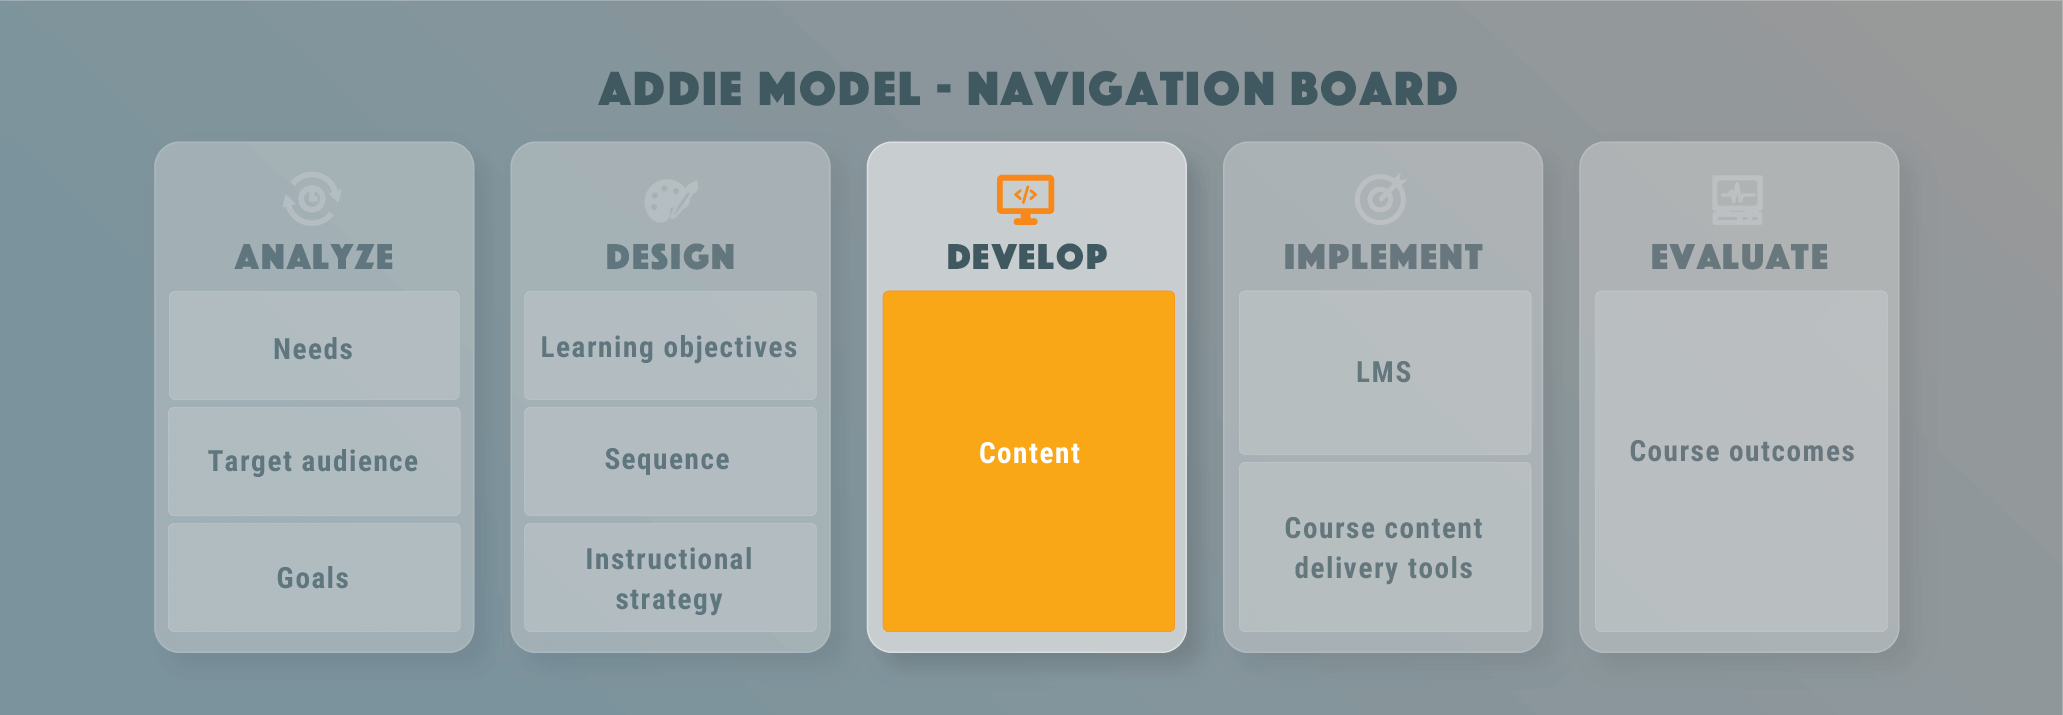 ADDIE MODEL - NAVIGATION BOARD
ANALYZE
Needs
Target audience
Goals
DESIGN
Learning objectives
Sequence
Instructional
strategy
</>
DEVELOP
Content
IMPLEMENT
LMS
Course content
delivery tools
EVALUATE
Course outcomes